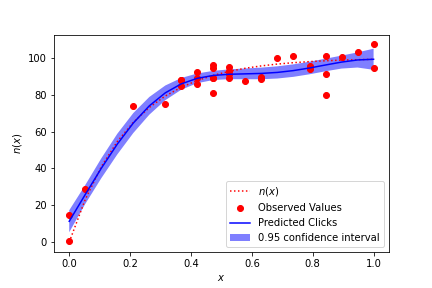 100
80
60
40
20
0
n(x)
0.0 0.2 0.4 0.6 0.8 1.0
x
n(x)
Observed Values
Predicted Clicks
0.95 confidence interval